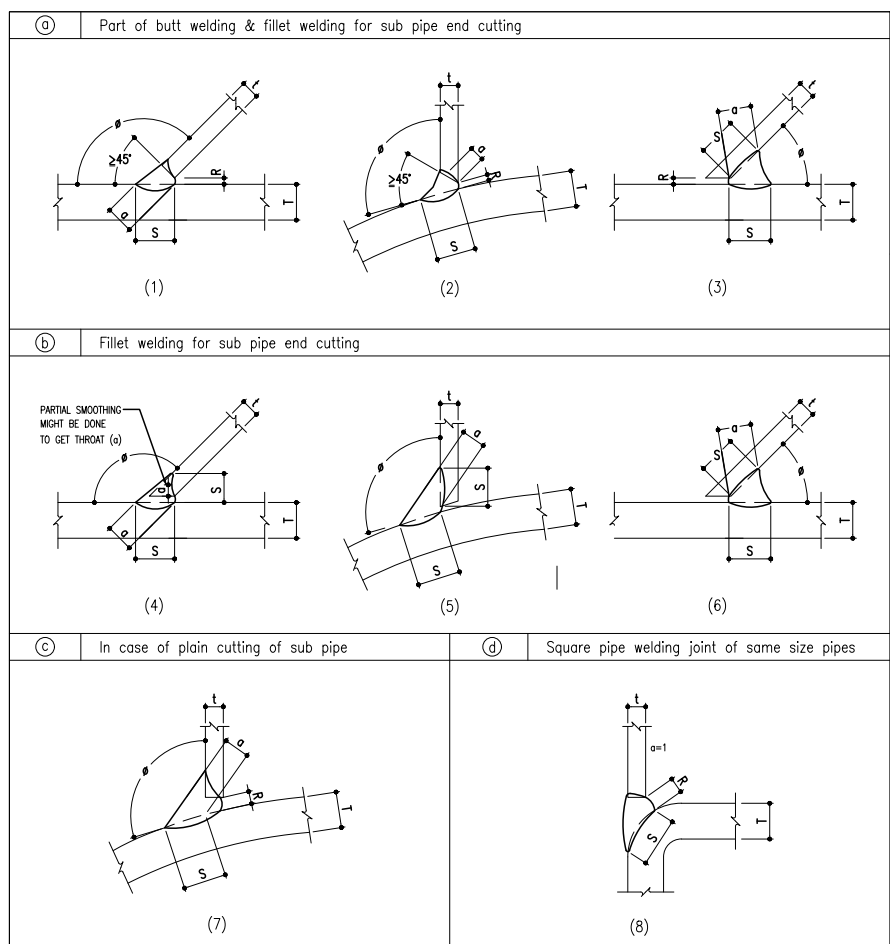 ⓐ Part of butt welding & fillet welding for sub pipe end cutting
t
ø
≥45°
R
a
T
S
(1)
t
ø
a
≥45°
R
T
S
(2)
t
a
S
ø
R
T
S
(3)
ⓑ Fillet welding for sub pipe end cutting
PARTIAL SMOOTHING
MIGHT BE DONE
TO GET THROAT (a)
t
ø
a
S
a
T
S
(4)
t
a
ø
S
T
S
(5)
t
a
S
ø
T
S
(6)
ⓒ In case of plain cutting of sub pipe
t
a
ø
R
T
S
(7)
ⓓ Square pipe welding joint of same size pipes
t
a=1
R
T
S
(8)